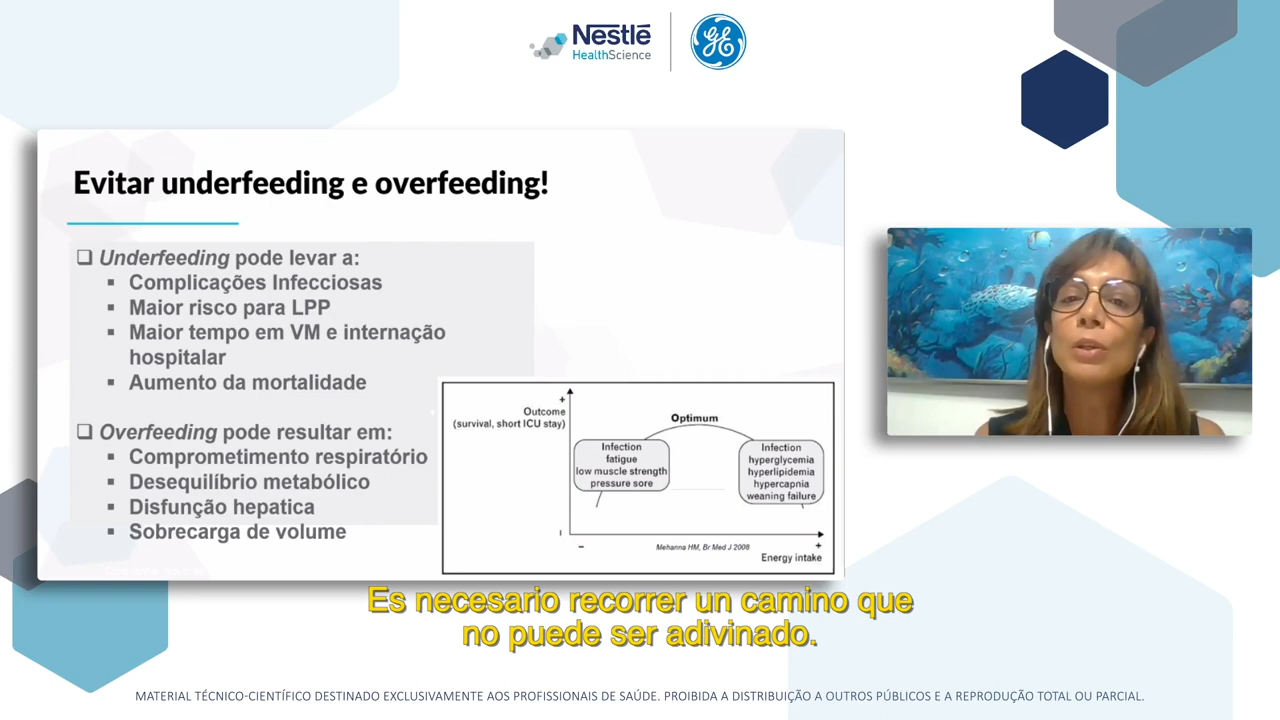 Nestlé
HealthScience
GE
Evitar underfeeding e overfeeding!
Underfeeding pode levar a:
Complicações Infecciosas
Maior risco para LPP
Maior tempo em VM e internação
hospitalar
Aumento da mortalidade
Overfeeding pode resultar em:
Comprometimento respiratório
Desequilíbrio metabólico
Disfunção hepatica
Sobrecarga de volume
+
Outcome
(survival, short ICU stay)
Optimum
Infection
fatigue
low muscle strength
pressure sore
Infection
hyperglycemia
hyperlipidemia
hypercapnia
weaning failure
Mehanna HM, Br Med J 2008
– +
Energy intake
Es necesario recorrer un camino que
no puede ser adivinado.
MATERIAL TÉCNICO-CIENTÍFICO DESTINADO EXCLUSIVAMENTE AOS PROFISSIONAIS DE SAÚDE. PROIBIDA A DISTRIBUIÇÃO A OUTROS PÚBLICOS E A REPRODUÇÃO TOTAL OU PARCIAL.